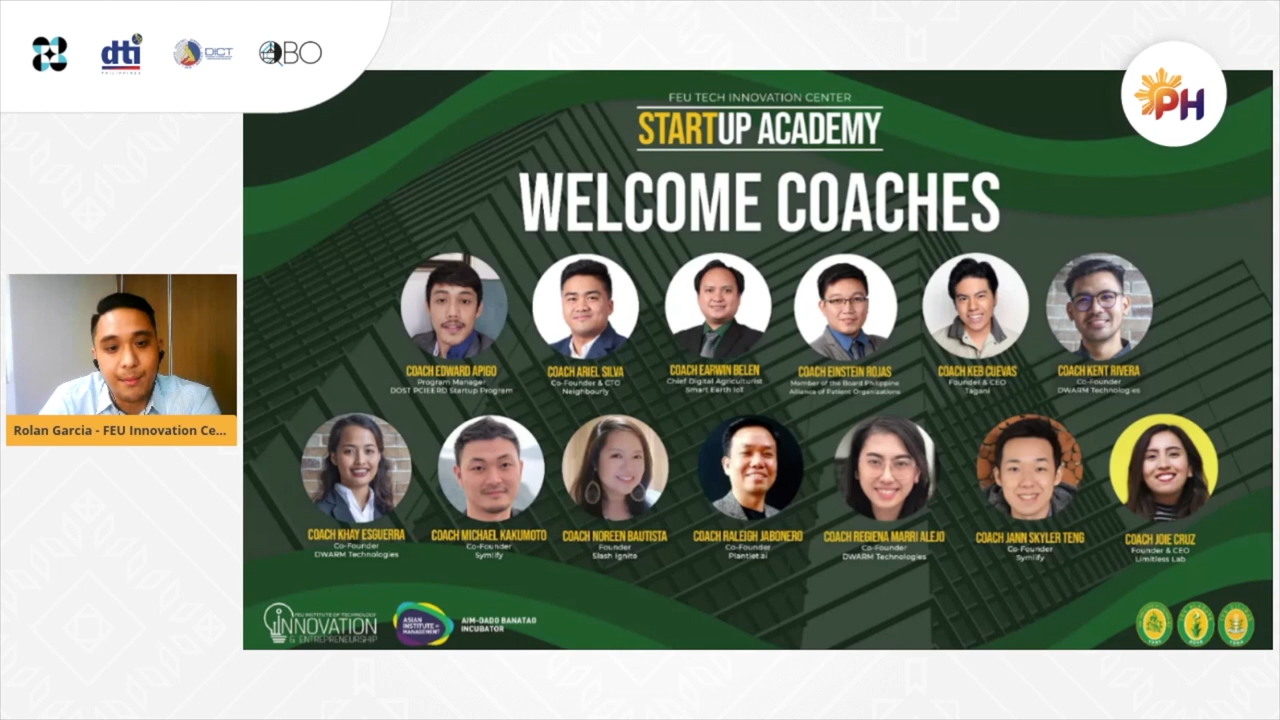 dti
PHILIPPINES
DICT
QBO
PH
FEU TECH INNOVATION CENTER
STARTUP ACADEMY
WELCOME COACHES
COACH EDWARD APIGO
Program Manager
DOST PCIEERD Startup Program
COACH ARIEL SILVA
Co-Founder & CTO
Neighbourly
COACH EARWIN BELEN
Chief Digital Agriculturist
Smart Earth IoT
COACH EINSTEIN ROJAS
Member of the Board Philippine
Alliance of Patient Organizations
COACH KEB CUEVAS
Founder & CEO
Tagani
COACH KENT RIVERA
Co-Founder
DWARM Technologies
Rolan Garcia - FEU Innovation Ce...
COACH KHAY ESGUERRA
Co-Founder
DWARM Technologies
COACH MICHAEL KAKUMOTO
Co-Founder
Symlify
COACH NOREEN BAUTISTA
Founder
Slash Ignite
COACH RALEIGH JABONERO
Co-Founder
Plantiet.ai
COACH REGIENA MARRI ALEJO
Co-Founder
DWARM Technologies
COACH JANN SKYLER TENG
Co-Founder
Symlify
COACH JOIE CRUZ
Founder & CEO
Limitless Lab
FEU INSTITUTE OF TECHNOLOGY
INNOVATION
& ENTREPRENEURSHIP
ASIAN
INSTITUTE OF
MANAGEMENT
AIM-DADO BANATAO
INCUBATOR